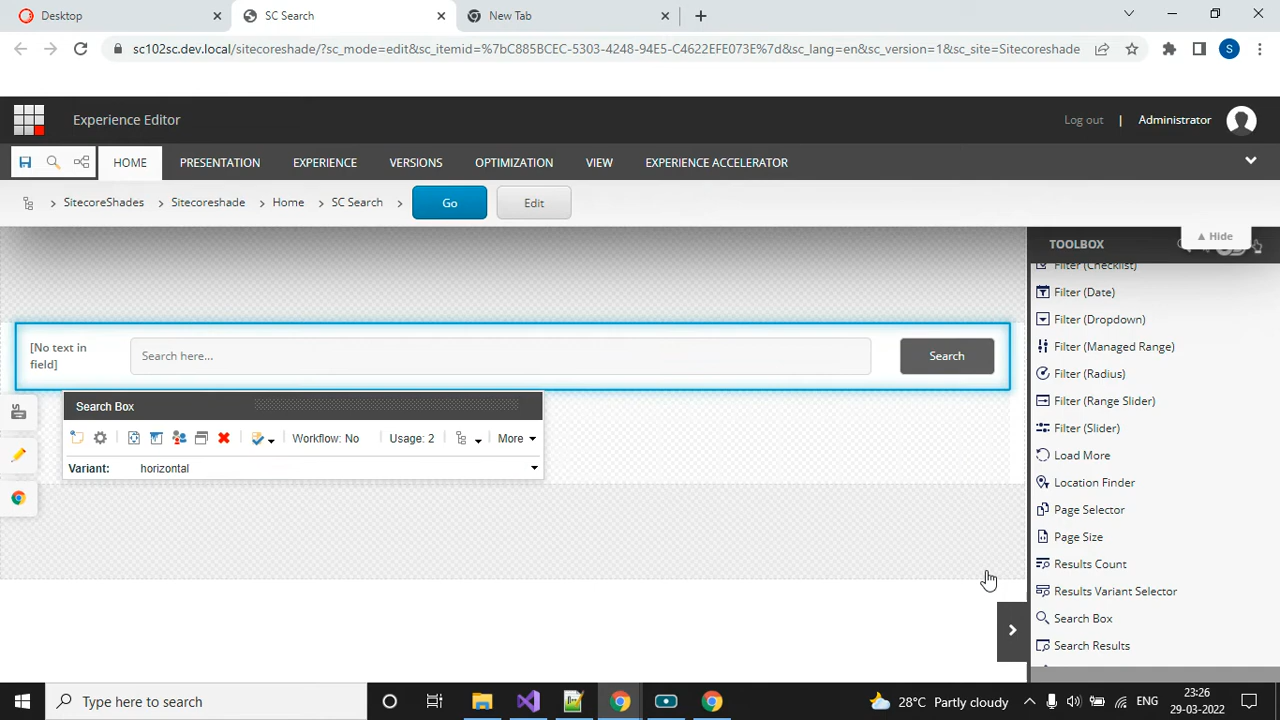 Desktop
SC Search
New Tab
sc102sc.dev.local/sitecoreshade/?sc_mode=edit&sc_itemid=%7bC885BCEC-5303-4248-94E5-C4622EFE073E%7d&sc_lang=en&sc_version=1&sc_site=Sitecoreshade
S
Experience Editor
Log out | Administrator
HOME PRESENTATION EXPERIENCE VERSIONS OPTIMIZATION VIEW EXPERIENCE ACCELERATOR
SitecoreShades Sitecoreshade Home SC Search Go Edit
Hide
TOOLBOX
Filter (Checklist)
Filter (Date)
Filter (Dropdown)
Filter (Managed Range)
Filter (Radius)
Filter (Range Slider)
Filter (Slider)
Load More
Location Finder
Page Selector
Page Size
Results Count
Results Variant Selector
Search Box
Search Results
[No text in
field]
Search here...
Search
Search Box
Workflow: No Usage: 2 More
Variant: horizontal
Type here to search
28°C Partly cloudy
ENG
23:26
29-03-2022